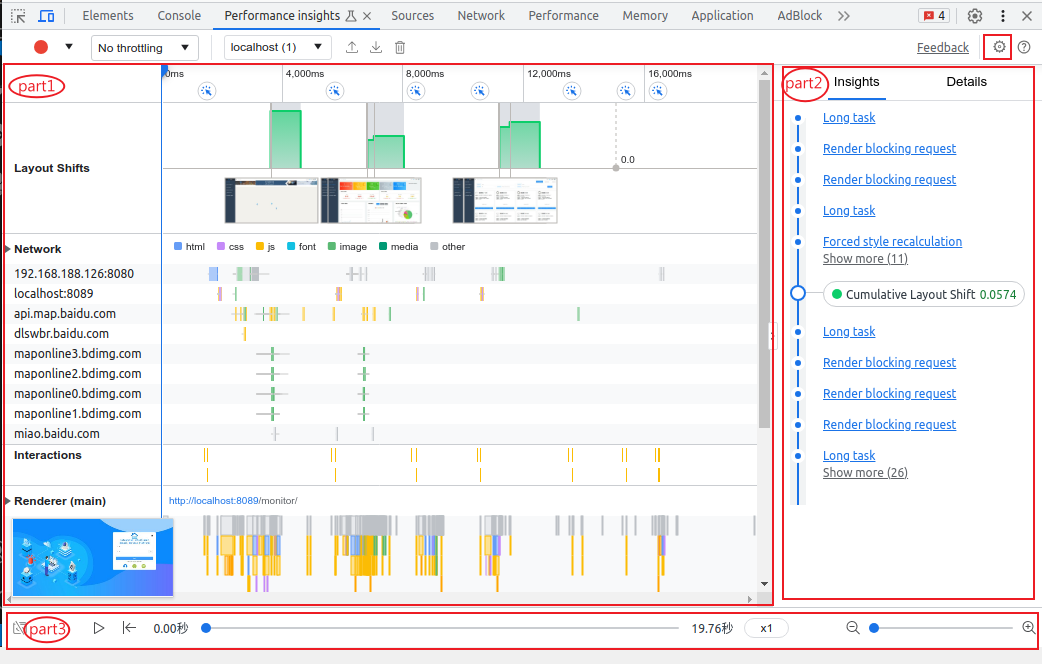 Elements Console Performance insights Sources Network Performance Memory Application AdBlock 4
No throttling localhost (1) Feedback
part1 0ms 4,000ms 8,000ms 12,000ms 16,000ms
part2 Insights Details
Layout Shifts
0.0
Network html css js font image media other
192.168.188.126:8080
localhost:8089
api.map.baidu.com
dlswbr.baidu.com
maponline3.bdimg.com
maponline2.bdimg.com
maponline0.bdimg.com
maponline1.bdimg.com
miao.baidu.com
Interactions
Renderer (main) http://localhost:8089/monitor/
Long task
Render blocking request
Render blocking request
Long task
Forced style recalculation
Show more (11)
Cumulative Layout Shift 0.0574
Long task
Render blocking request
Render blocking request
Render blocking request
Long task
Show more (26)
part3 0.00秒 19.76秒 x1